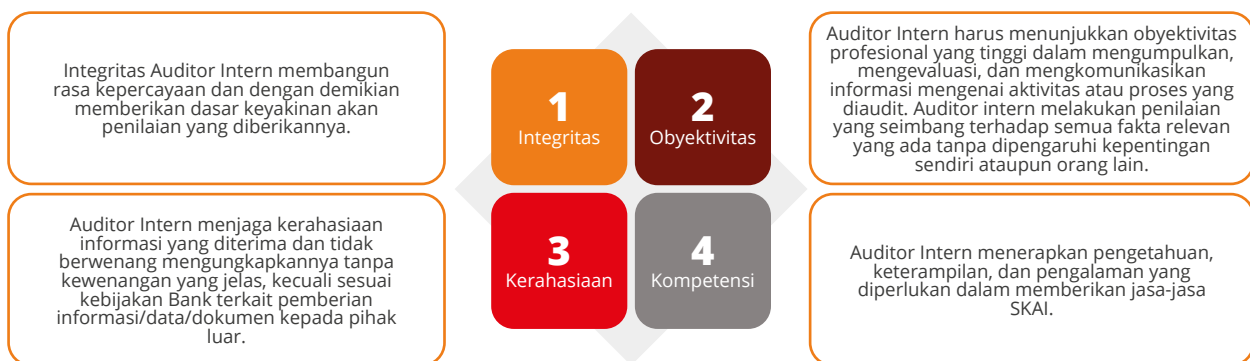 Integritas Auditor Intern membangun
rasa kepercayaan dan dengan demikian
memberikan dasar keyakinan akan
penilaian yang diberikannya.
1
Integritas
2
Obyektivitas
Auditor Intern harus menunjukkan obyektivitas
profesional yang tinggi dalam mengumpulkan,
mengevaluasi, dan mengkomunikasikan
informasi mengenai aktivitas atau proses yang
diaudit. Auditor intern melakukan penilaian
yang seimbang terhadap semua fakta relevan
yang ada tanpa dipengaruhi kepentingan
sendiri ataupun orang lain.
Auditor Intern menjaga kerahasiaan
informasi yang diterima dan tidak
berwenang mengungkapkannya tanpa
kewenangan yang jelas, kecuali sesuai
kebijakan Bank terkait pemberian
informasi/data/dokumen kepada pihak
luar.
3
Kerahasiaan
4
Kompetensi
Auditor Intern menerapkan pengetahuan,
keterampilan, dan pengalaman yang
diperlukan dalam memberikan jasa-jasa
SKAI.